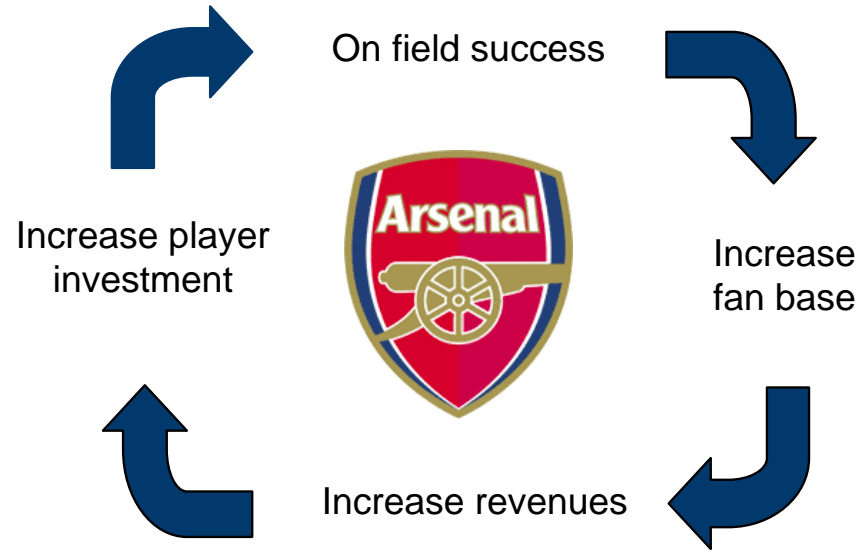 On field success
Arsenal
Increase player
investment
Increase
fan base
Increase revenues